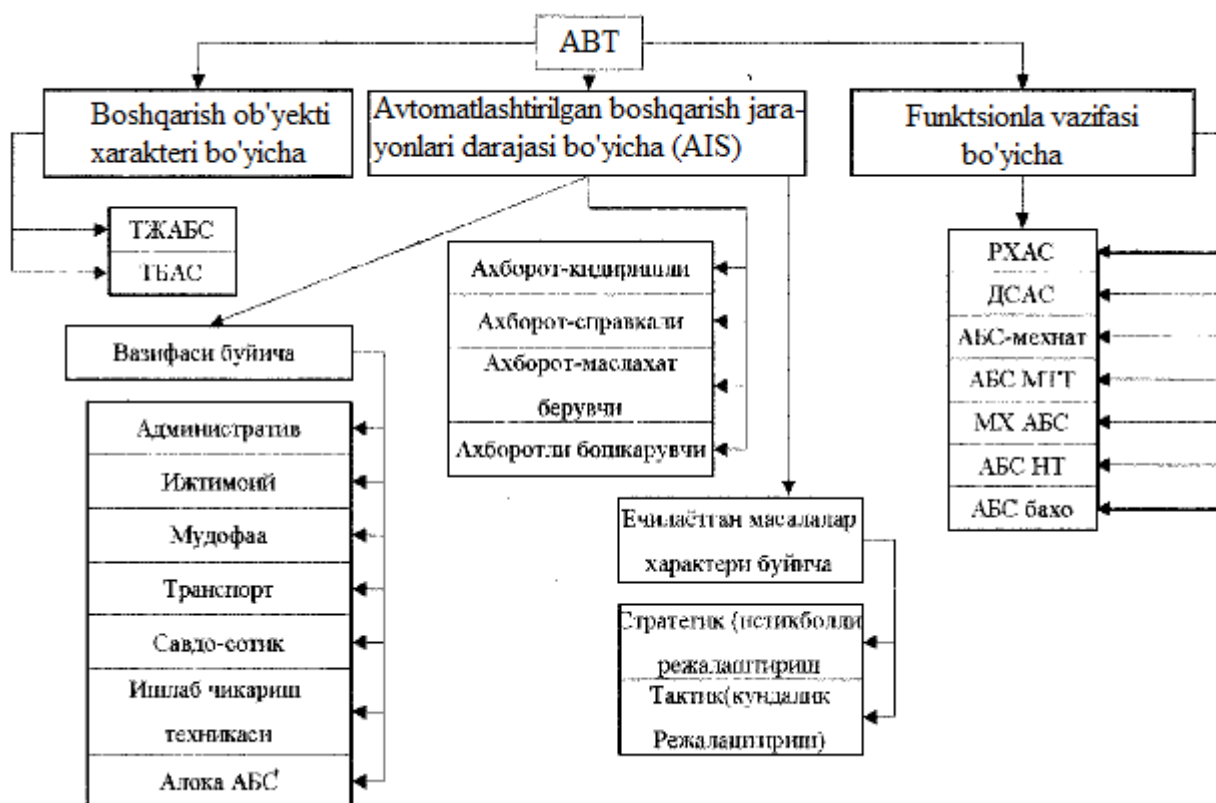 ABT
Boshqarish ob'yekti
xarakteri bo'yicha
Avtomatlashtirilgan boshqarish jara-
yonlari darajasi bo'yicha (AIS)
Funktsionla vazifasi
bo'yicha
ТЖАБС
ТБАС
Вазифаси буйича
Административ
Ижтимоий
Мудофаа
Транспорт
Савдо-сотик
Ишлаб чикариш
техникаси
Алока АБС
Ахборот-кидиришли
Ахборот-справкали
Ахборот-маслахат
берувчи
Ахборотли бошкарувчи
Ечилаётган масалалар
характери буйича
Стратегик (истикболли
режалаштириш
Тактик(кундалик
Режалаштириш)
РХАС
ДСАС
АБС-мехнат
АБС МТТ
МХ АБС
АБС НТ
АБС бахо